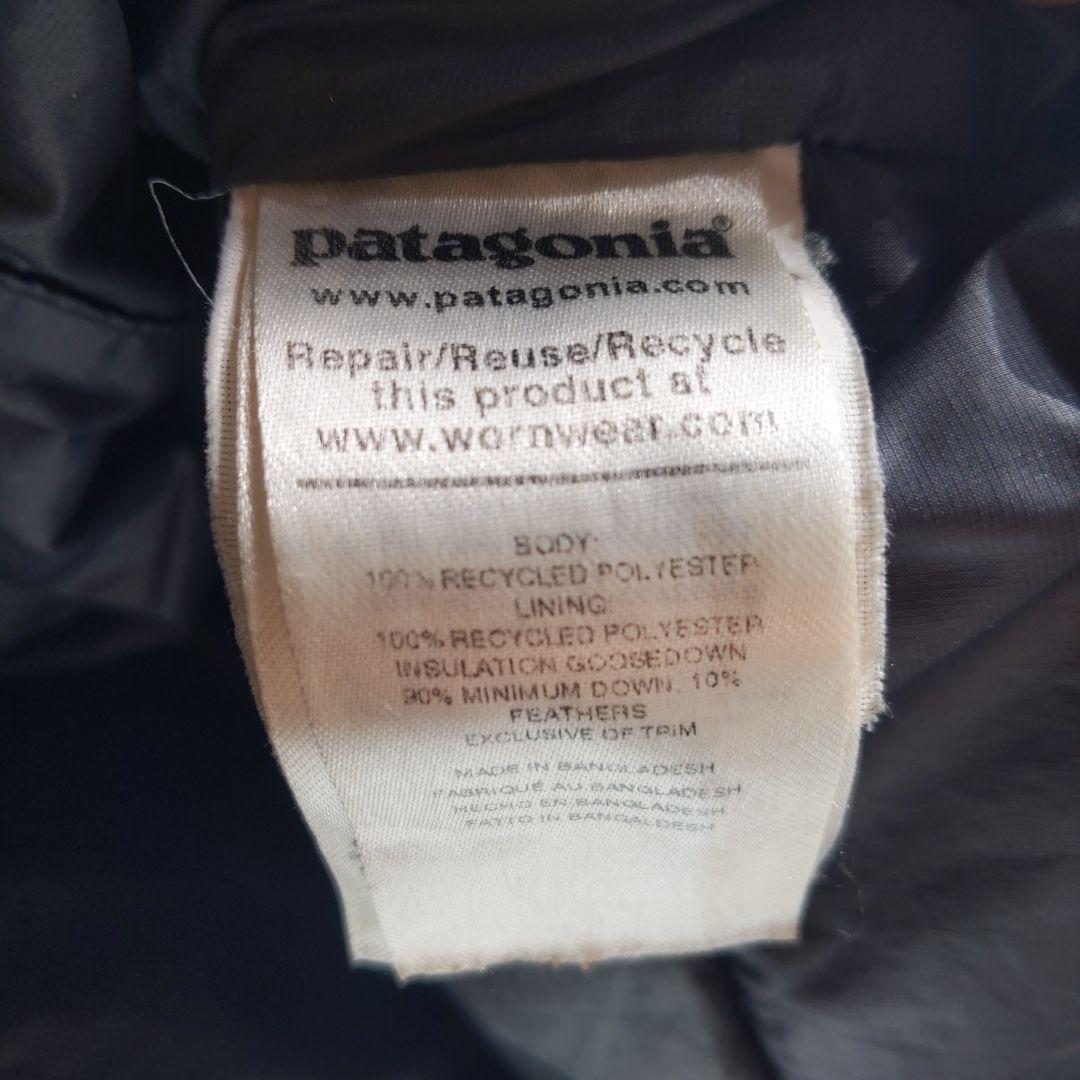 patagonia®
www.patagonia.com
Repair/Reuse/Recycle
this product at
www.wornwear.com
BODY:
100% RECYCLED POLYESTER
LINING:
100% RECYCLED POLYESTER
INSULATION GOOSEDOWN
90% MINIMUM DOWN, 10%
FEATHERS
EXCLUSIVE OF TRIM
MADE IN BANGLADESH
FABRIQUÉ AU BANGLADESH
HECHO EN BANGLADESH
FATTO IN BANGALDESH